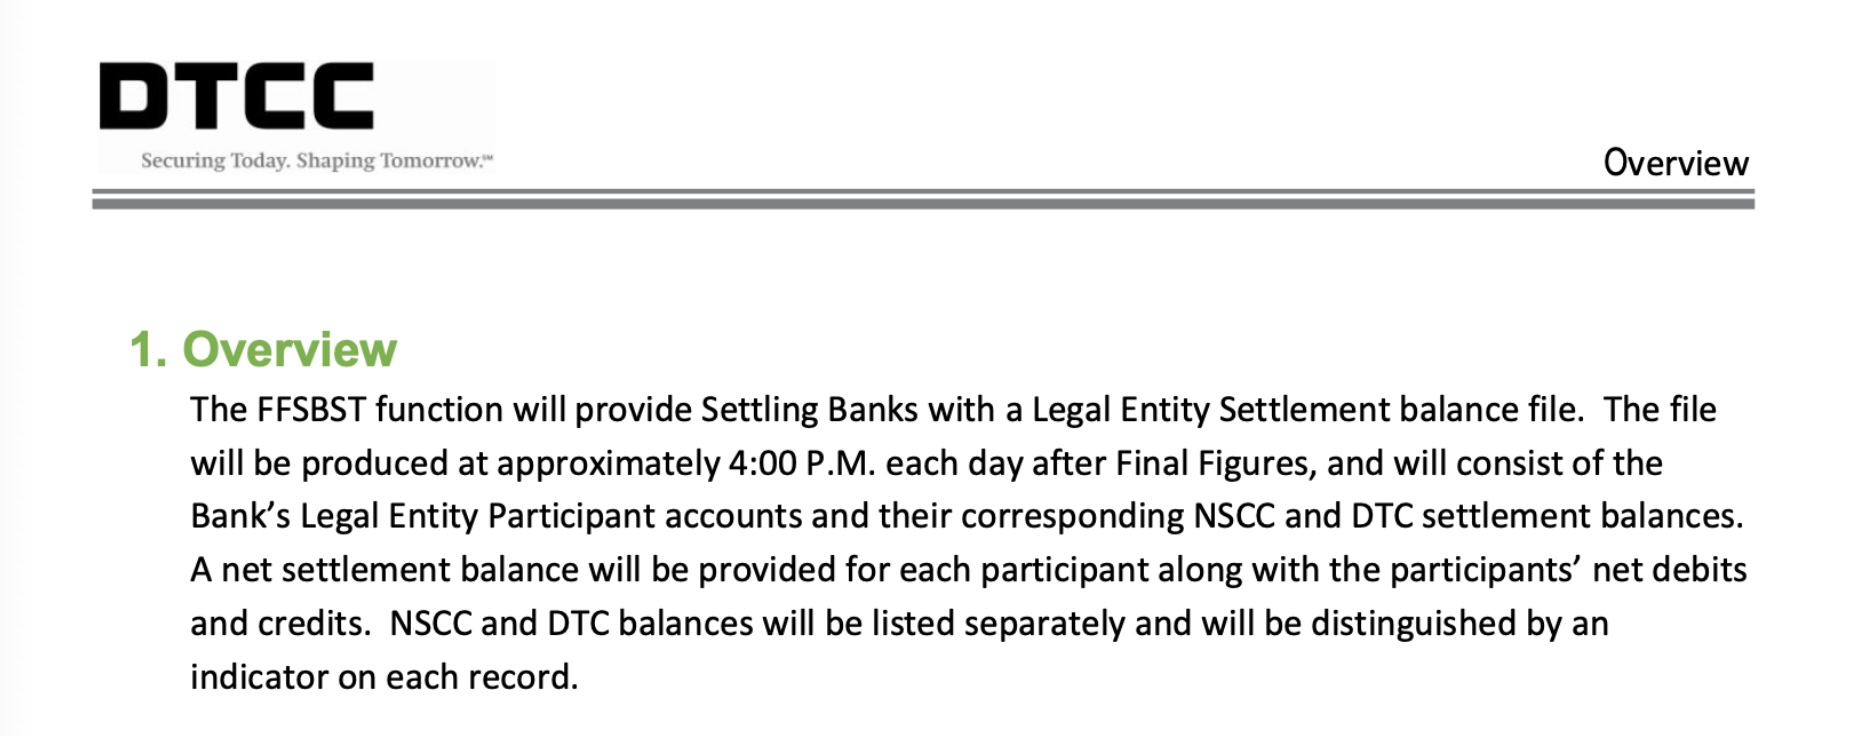 DTCC
Securing Today. Shaping Tomorrow.℠
Overview
1. Overview
The FFSBST function will provide Settling Banks with a Legal Entity Settlement balance file.  The file
will be produced at approximately 4:00 P.M. each day after Final Figures, and will consist of the
Bank’s Legal Entity Participant accounts and their corresponding NSCC and DTC settlement balances.
A net settlement balance will be provided for each participant along with the participants’ net debits
and credits.  NSCC and DTC balances will be listed separately and will be distinguished by an
indicator on each record.